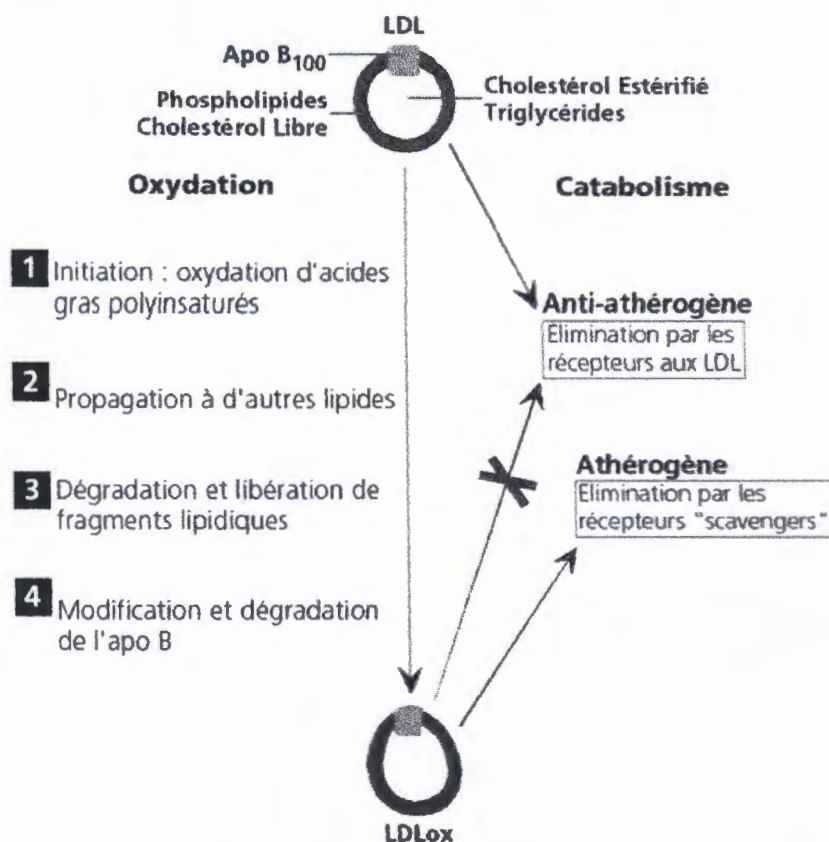 LDL
Apo B100
Phospholipides
Cholestérol Libre
Cholestérol Estérifié
Triglycérides
Oxydation
Catabolisme
1 Initiation : oxydation d'acides
gras polyinsaturés
2 Propagation à d'autres lipides
3 Dégradation et libération de
fragments lipidiques
4 Modification et dégradation
de l'apo B
Anti-athérogène
Elimination par les
récepteurs aux LDL
Athérogène
Elimination par les
récepteurs "scavengers"
LDLox